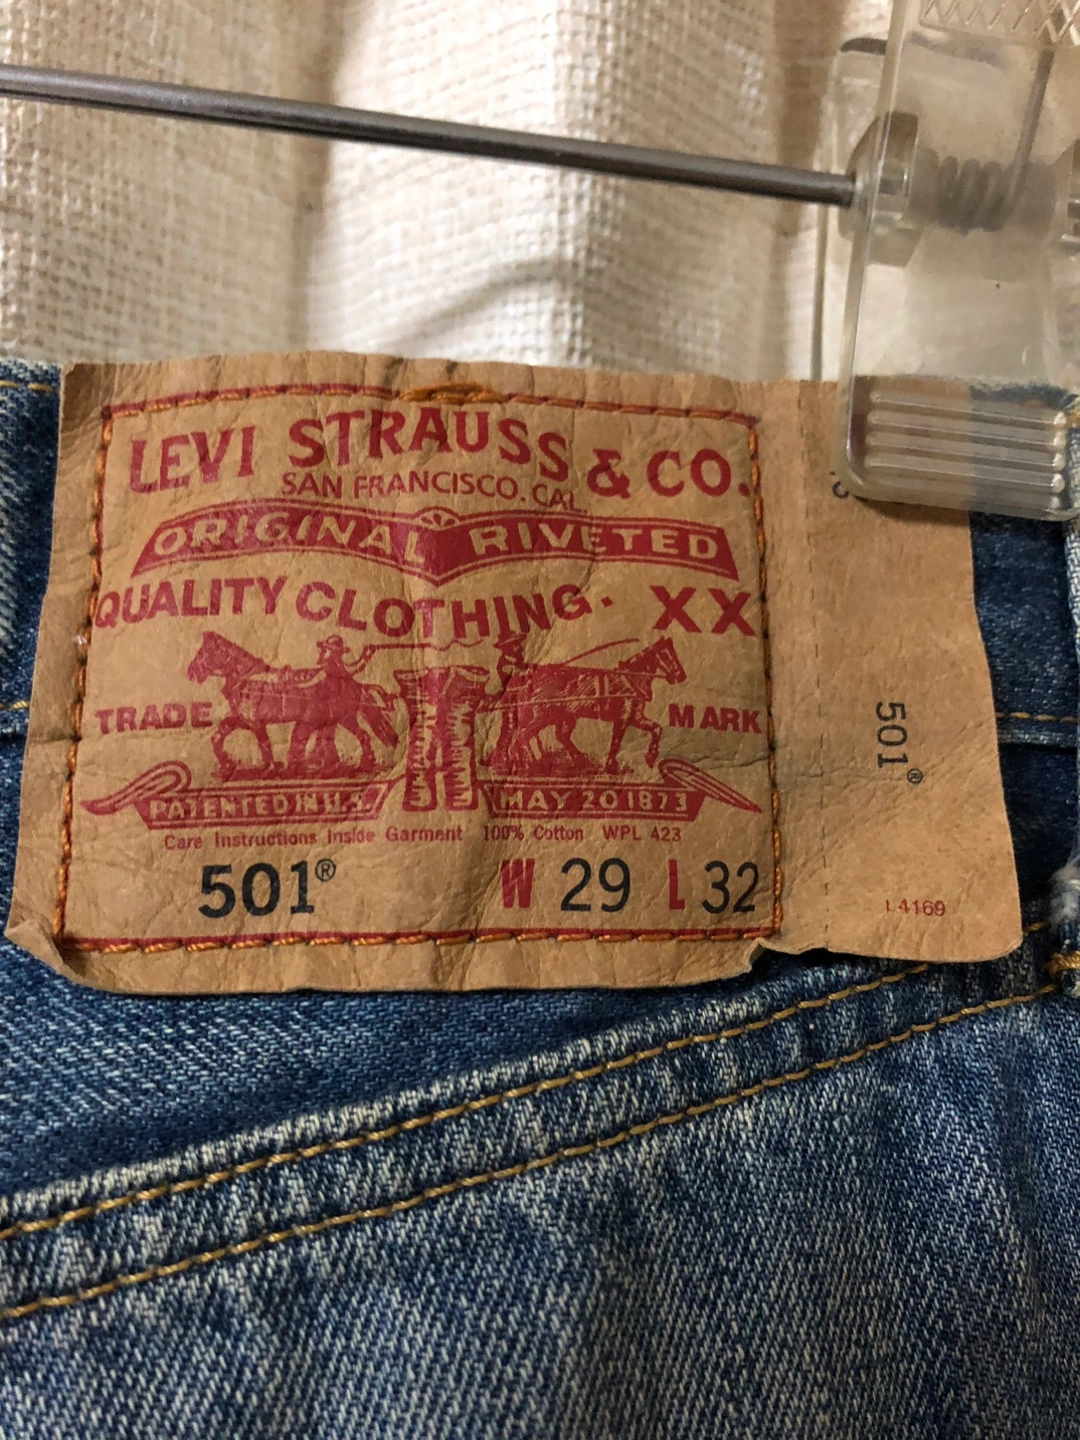 LEVI STRAUSS & CO.
SAN FRANCISCO. CAL.
ORIGINAL RIVETED
QUALITY CLOTHING. XX
TRADE MARK
PATENTED IN U.S. MAY 20 1873
Care Instructions Inside Garment 100% Cotton WPL 423
501® W 29 L 32
501®
L4169